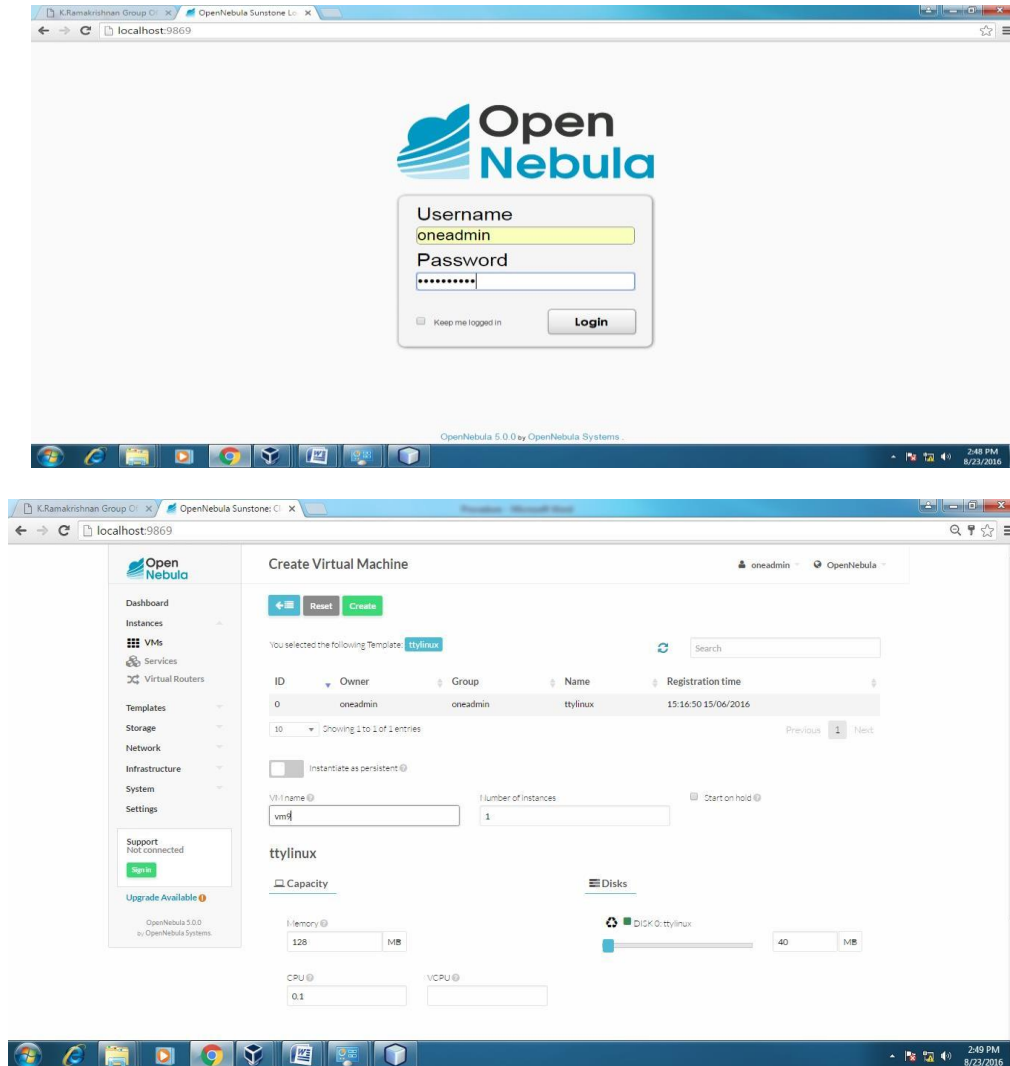 K.Ramakrishnan Group Of
OpenNebula Sunstone Lo
localhost:9869
Open
Nebula
Username
oneadmin
Password
Keep me logged in
Login
OpenNebula 5.0.0 by OpenNebula Systems .
2:48 PM
8/23/2016
K.Ramakrishnan Group Of
OpenNebula Sunstone: Cl
Procedure - Microsoft Word
localhost:9869
Open
Nebula
Create Virtual Machine
oneadmin
OpenNebula
Dashboard
Instances
VMs
Services
Virtual Routers
Templates
Storage
Network
Infrastructure
System
Settings
Support
Not connected
Sign in
Upgrade Available
OpenNebula 5.0.0
by OpenNebula Systems.
Reset
Create
You selected the following Template: ttylinux
Search
ID Owner Group Name Registration time
0 oneadmin oneadmin ttylinux 15:16:50 15/06/2016
10 Showing 1 to 1 of 1 entries
Previous 1 Next
Instantiate as persistent
VM name
Number of instances
Start on hold
vm9
1
ttylinux
Capacity
Disks
Memory
128 MB
DISK 0: ttylinux
40 MB
CPU
VCPU
0.1
2:49 PM
8/23/2016